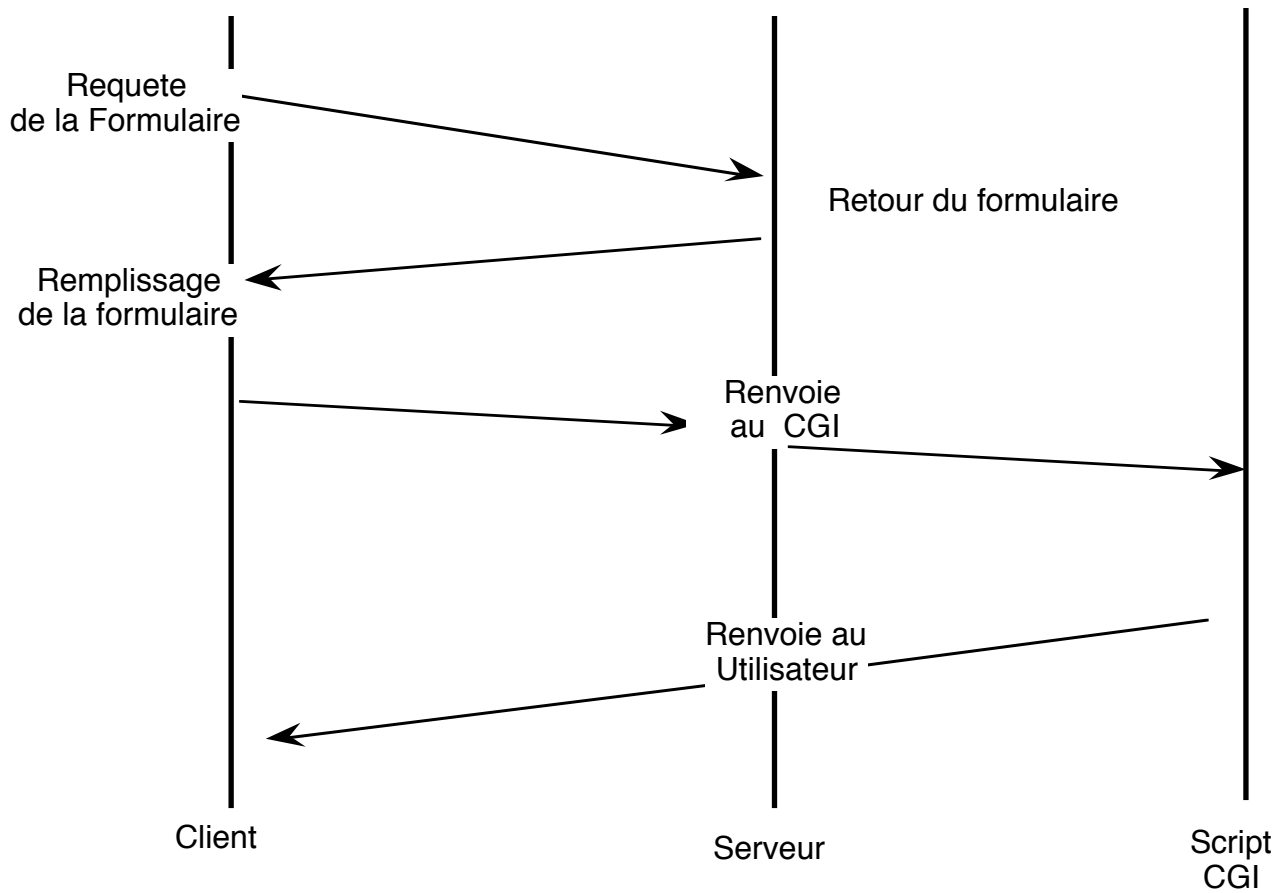 Requete
de la Formulaire
Retour du formulaire
Remplissage
de la formulaire
Renvoie
au  CGI
Renvoie au
Utilisateur
Client
Serveur
Script
CGI